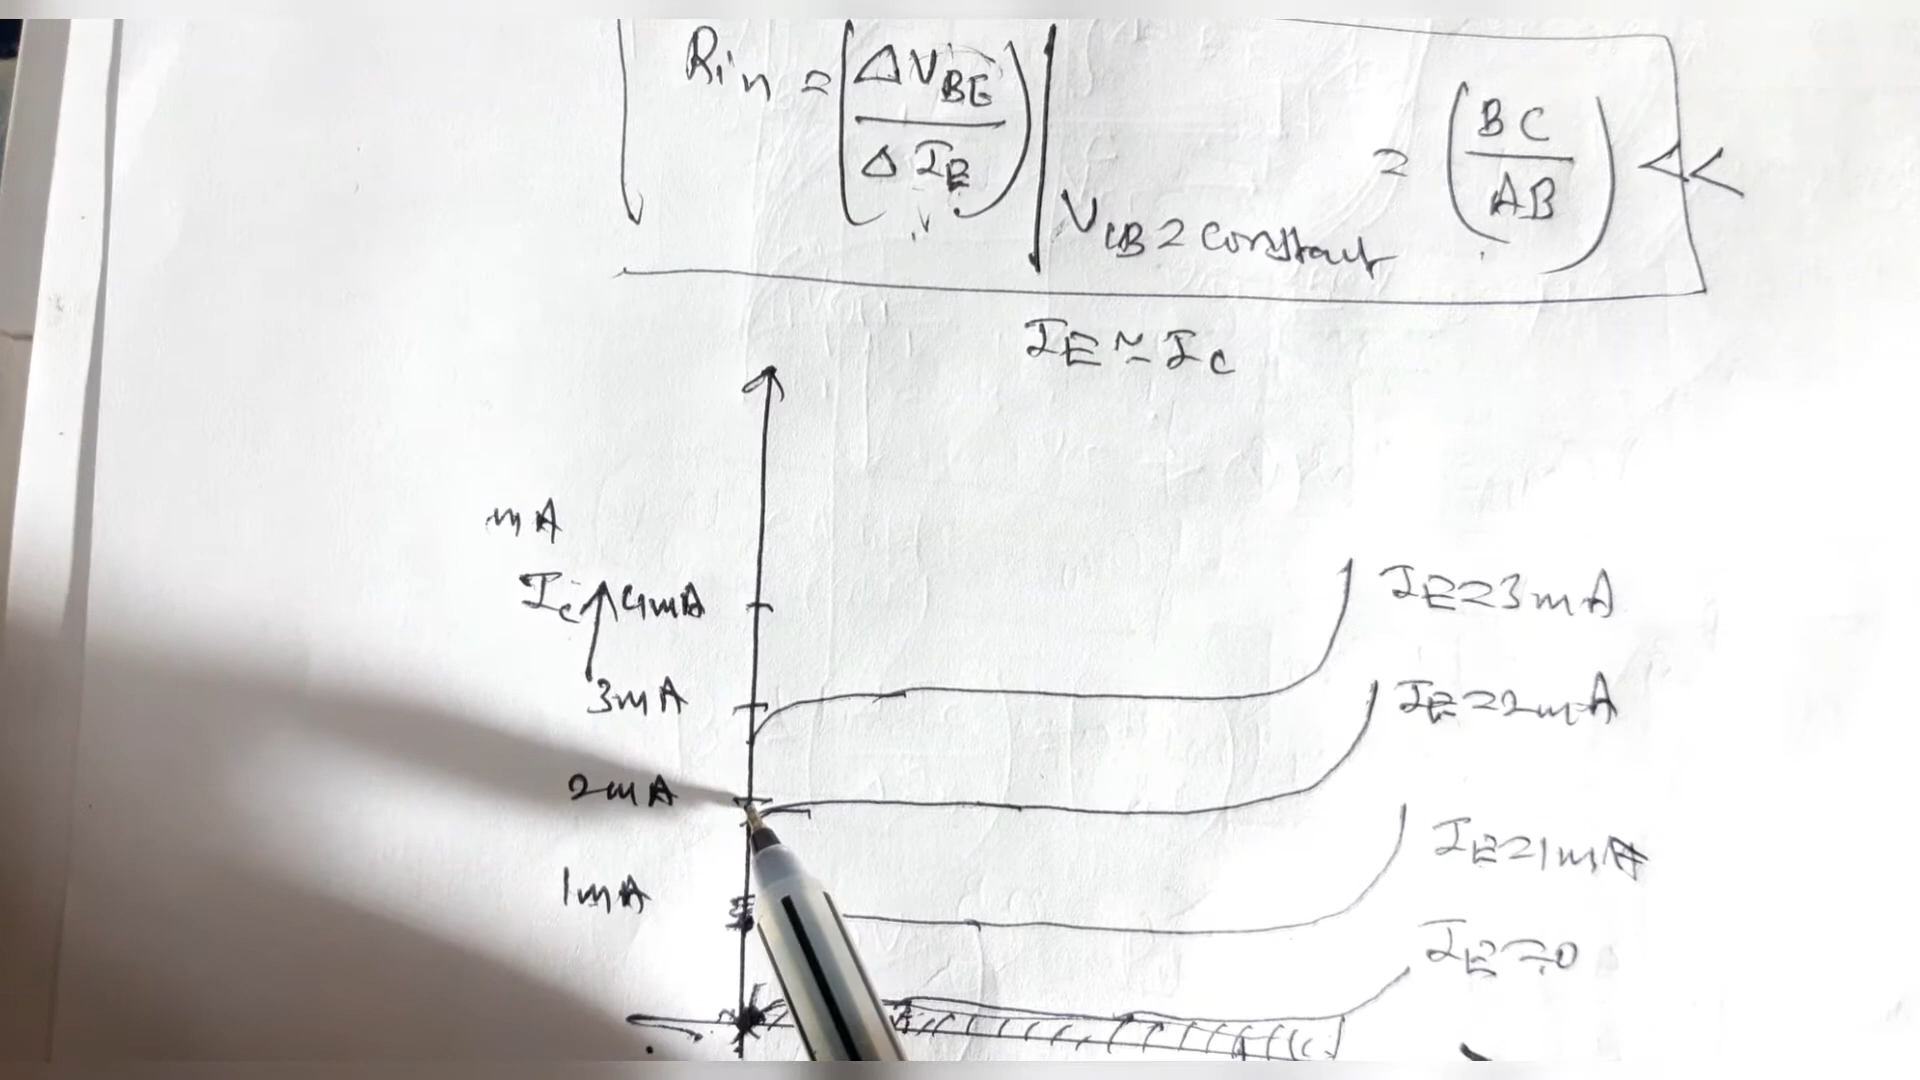 Rin = (ΔVBE / ΔIE) | VCB = constant = (BC / AB) <<
IE ≃ IC
mA
Ic ↑ 4mA
IE = 3mA
3mA
IE = 2mA
2mA
IE = 1mA
1mA
IE = 0